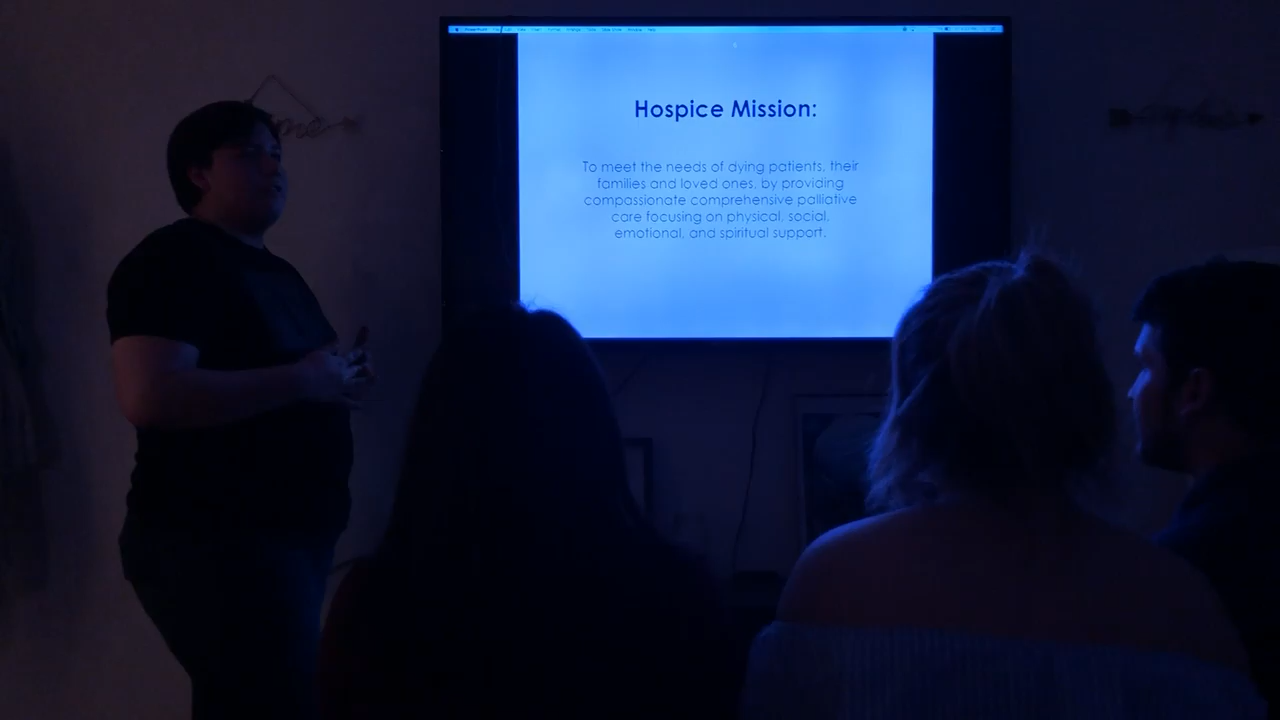 Hospice Mission:
To meet the needs of dying patients, their
families and loved ones, by providing
compassionate comprehensive palliative
care focusing on physical, social,
emotional, and spiritual support.